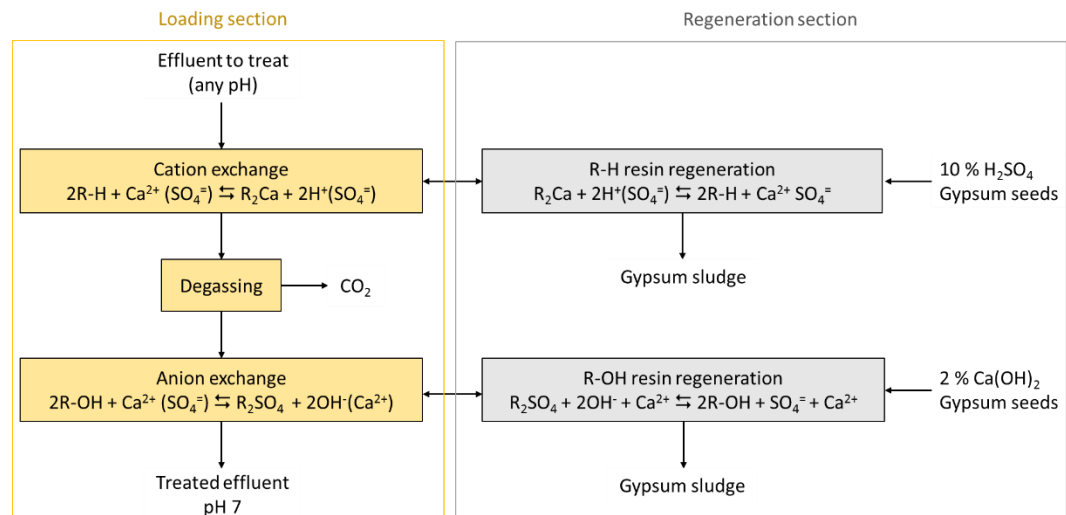 Loading section
Regeneration section
Effluent to treat
(any pH)
Cation exchange
2R-H + Ca²⁺ (SO₄⁼) ⇆ R₂Ca + 2H⁺(SO₄⁼)
R-H resin regeneration
R₂Ca + 2H⁺(SO₄⁼) ⇆ 2R-H + Ca²⁺ SO₄⁼
10 % H₂SO₄
Gypsum seeds
Gypsum sludge
Degassing
CO₂
Anion exchange
2R-OH + Ca²⁺ (SO₄⁼) ⇆ R₂SO₄ + 2OH⁻(Ca²⁺)
R-OH resin regeneration
R₂SO₄ + 2OH⁻ + Ca²⁺ ⇆ 2R-OH + SO₄⁼ + Ca²⁺
2 % Ca(OH)₂
Gypsum seeds
Treated effluent
pH 7
Gypsum sludge